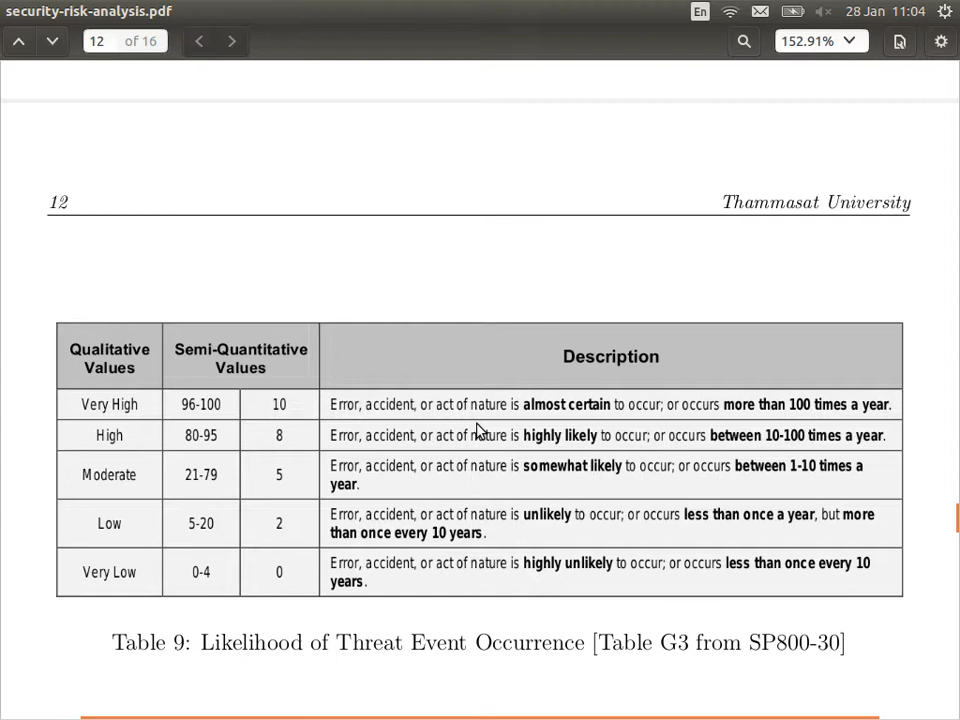 security-risk-analysis.pdf
En
28 Jan 11:04
12 of 16
152.91%
12
Thammasat University
Qualitative Values
Semi-Quantitative Values
Description
Very High 96-100 10 Error, accident, or act of nature is almost certain to occur; or occurs more than 100 times a year.
High 80-95 8 Error, accident, or act of nature is highly likely to occur; or occurs between 10-100 times a year.
Moderate 21-79 5 Error, accident, or act of nature is somewhat likely to occur; or occurs between 1-10 times a
year.
Low 5-20 2 Error, accident, or act of nature is unlikely to occur; or occurs less than once a year, but more
than once every 10 years.
Very Low 0-4 0 Error, accident, or act of nature is highly unlikely to occur; or occurs less than once every 10
years.
Table 9: Likelihood of Threat Event Occurrence [Table G3 from SP800-30]